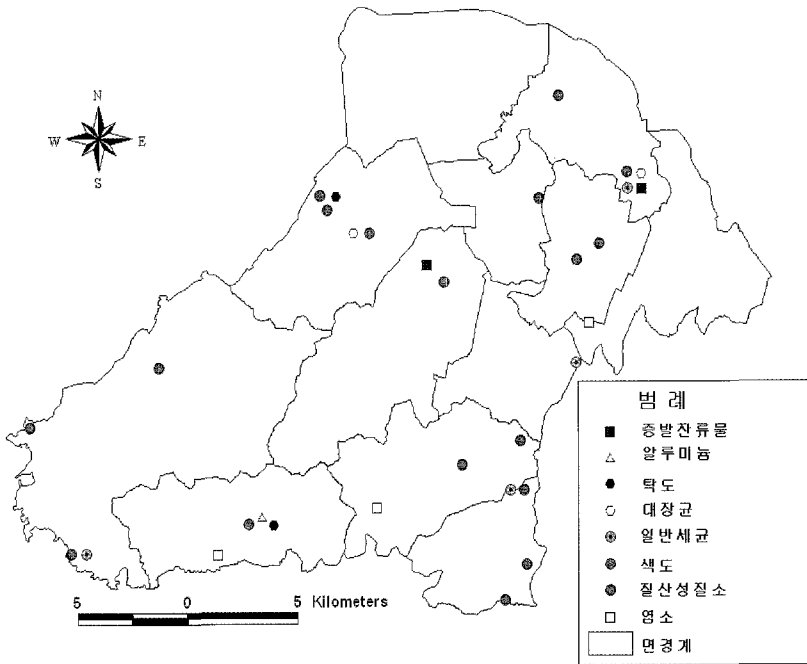 N
W E
S
범 례
증발잔류물
알루미늄
탁도
대장균
일반세균
색도
질산성질소
염소
면경계
5 0 5 Kilometers